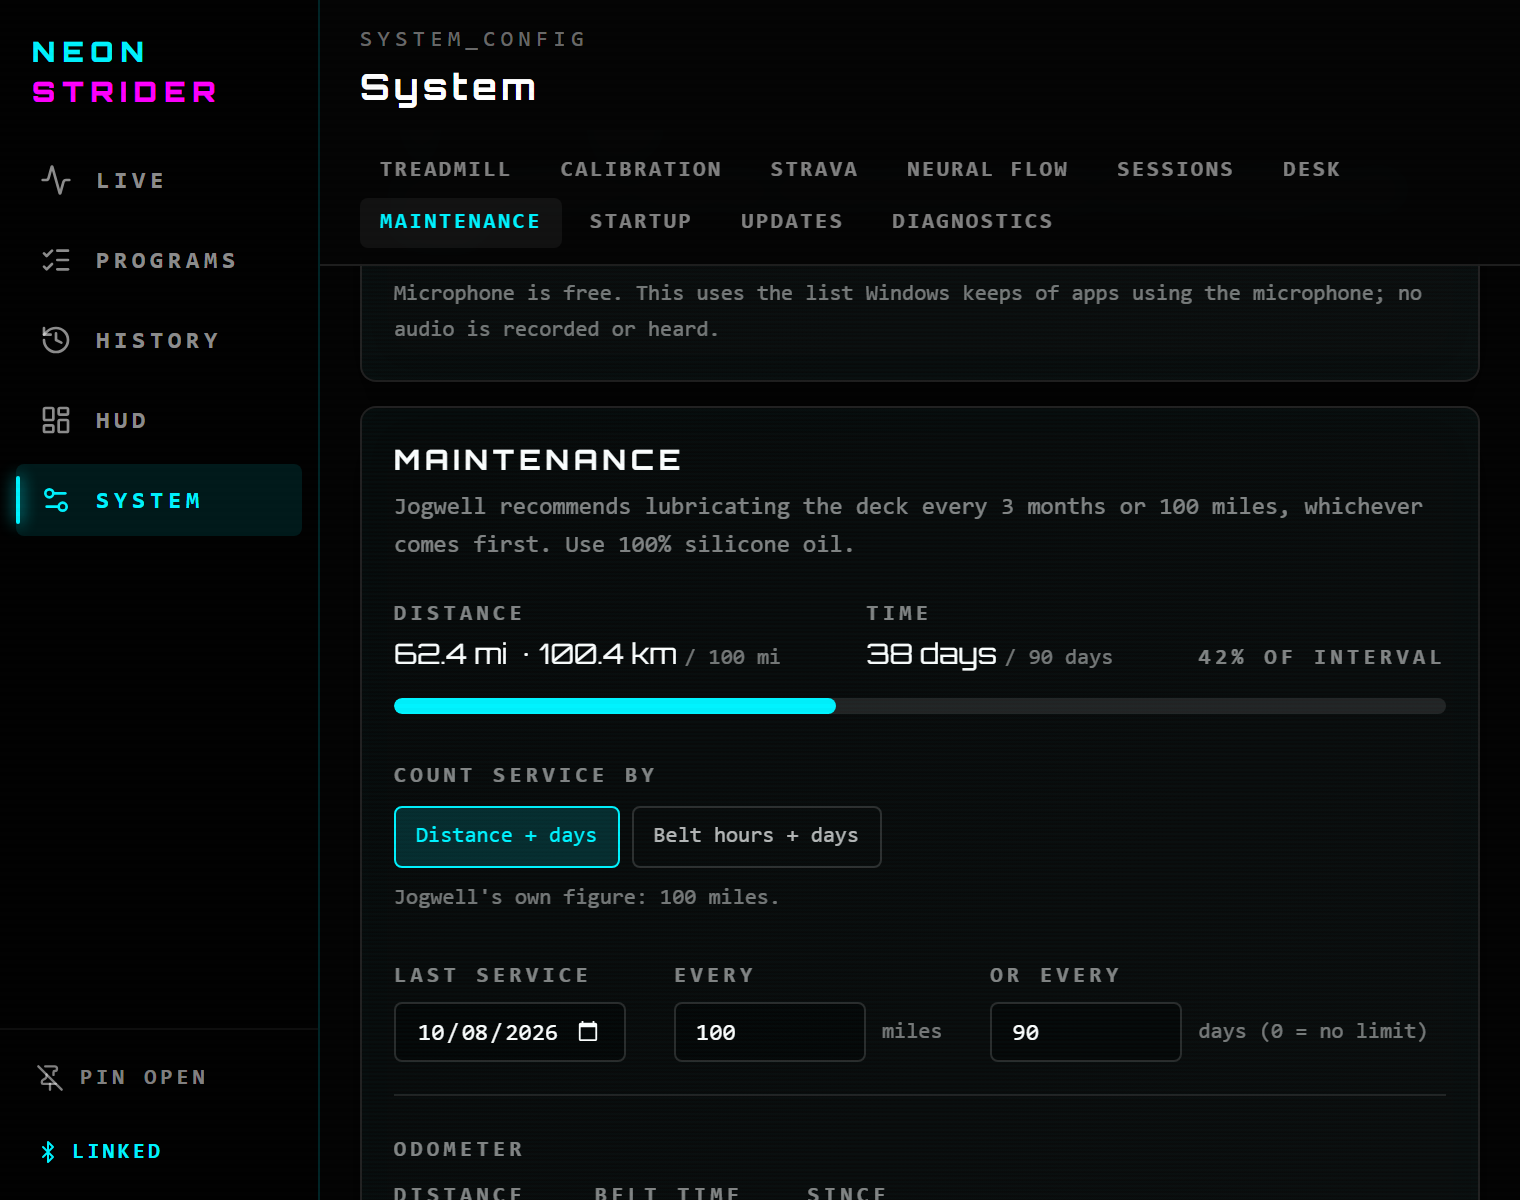 NEON
STRIDER
LIVE
PROGRAMS
HISTORY
HUD
SYSTEM
PIN OPEN
LINKED
SYSTEM_CONFIG
System
TREADMILL CALIBRATION STRAVA NEURAL FLOW SESSIONS DESK
MAINTENANCE STARTUP UPDATES DIAGNOSTICS
Microphone is free. This uses the list Windows keeps of apps using the microphone; no
audio is recorded or heard.
MAINTENANCE
Jogwell recommends lubricating the deck every 3 months or 100 miles, whichever
comes first. Use 100% silicone oil.
DISTANCE TIME
62.4 mi · 100.4 km / 100 mi 38 days / 90 days 42% OF INTERVAL
COUNT SERVICE BY
Distance + days Belt hours + days
Jogwell's own figure: 100 miles.
LAST SERVICE EVERY OR EVERY
10/08/2026 100 miles 90 days (0 = no limit)
ODOMETER
DISTANCE BELT TIME SINCE